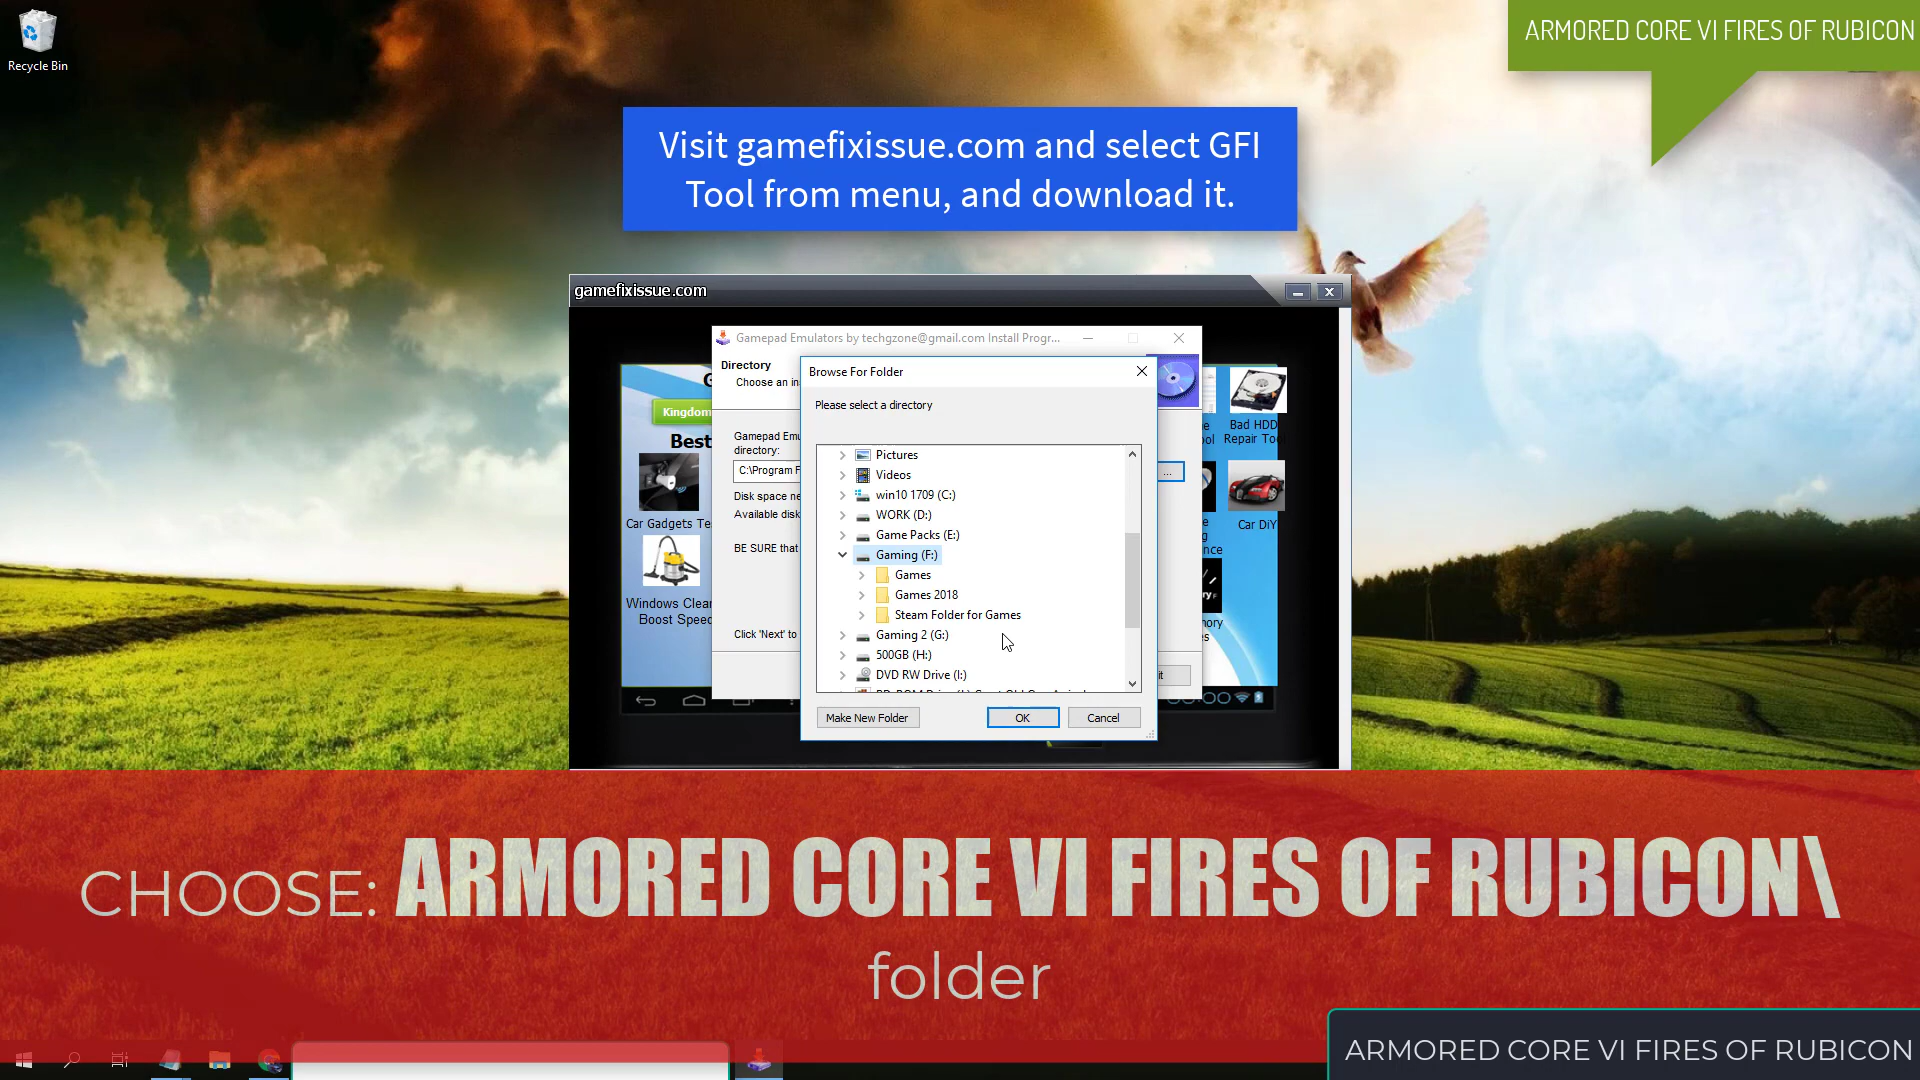 Recycle Bin
ARMORED CORE VI FIRES OF RUBICON
Visit gamefixissue.com and select GFI
Tool from menu, and download it.
gamefixissue.com
Gamepad Emulators by techgzone@gmail.com Install Progr...
Directory
Choose an in
Browse For Folder
Please select a directory
Kingdom
Best
Gamepad Emu
directory:
C:\Program F
...
Disk space ne
Available disk
BE SURE that
Click 'Next' to
Car Gadgets Te
Windows Clea
Boost Speed
Pictures
Videos
win10 1709 (C:)
WORK (D:)
Game Packs (E:)
Gaming (F:)
Games
Games 2018
Steam Folder for Games
Gaming 2 (G:)
500GB (H:)
DVD RW Drive (I:)
Make New Folder
OK
Cancel
Bad HDD
Repair Too
Car DiY
CHOOSE: ARMORED CORE VI FIRES OF RUBICON\
folder
ARMORED CORE VI FIRES OF RUBICON